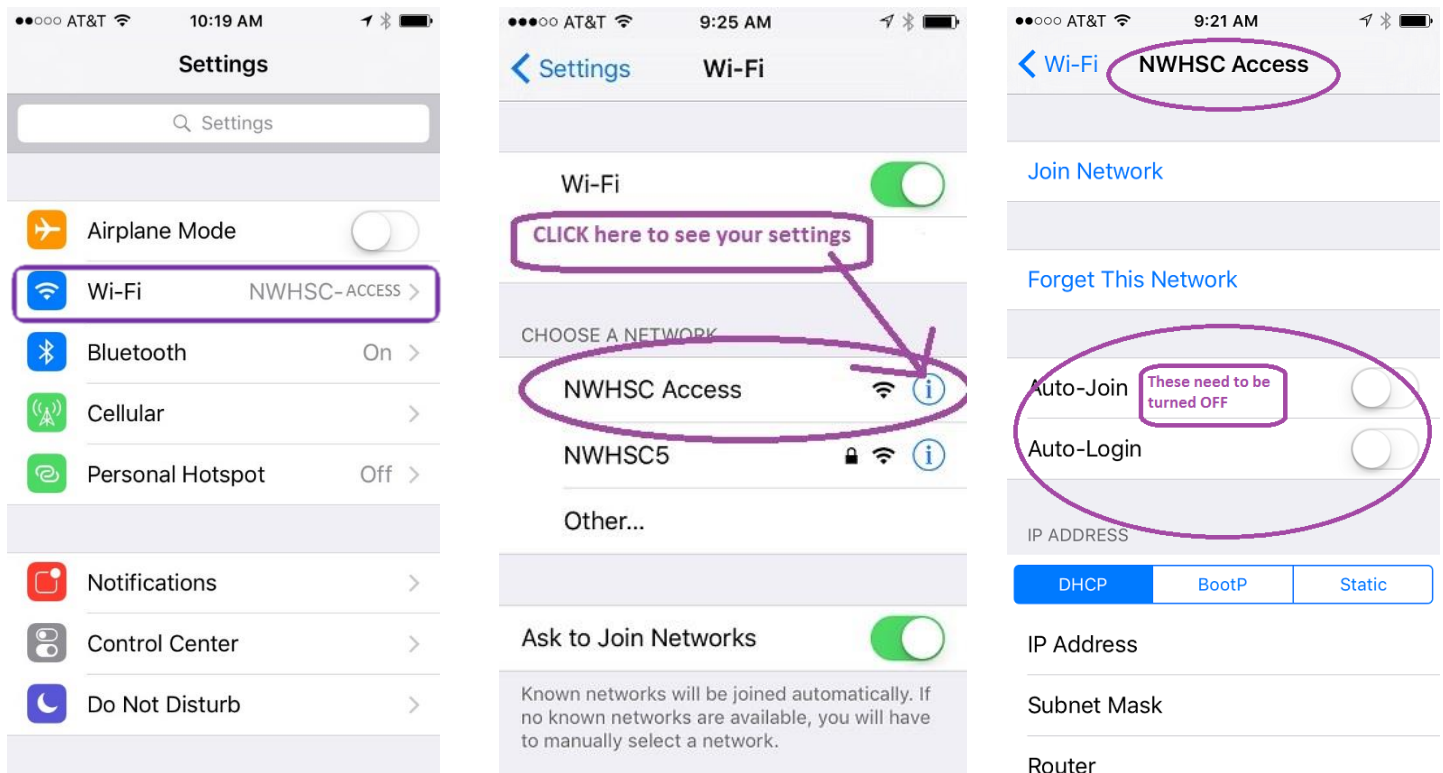 ●●○○○ AT&T 10:19 AM
Settings
Settings
Airplane Mode
Wi-Fi NWHSC-ACCESS
Bluetooth On
Cellular
Personal Hotspot Off
Notifications
Control Center
Do Not Disturb
●●●○○ AT&T 9:25 AM
Settings Wi-Fi
Wi-Fi
CLICK here to see your settings
CHOOSE A NETWORK
NWHSC Access
NWHSC5
Other...
Ask to Join Networks
Known networks will be joined automatically. If
no known networks are available, you will have
to manually select a network.
●●○○○ AT&T 9:21 AM
Wi-Fi NWHSC Access
Join Network
Forget This Network
Auto-Join
These need to be
turned OFF
Auto-Login
IP ADDRESS
DHCP BootP Static
IP Address
Subnet Mask
Router